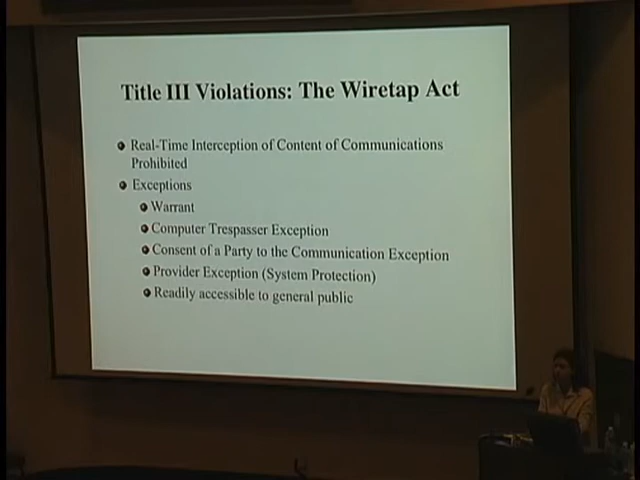 Title III Violations: The Wiretap Act
Real-Time Interception of Content of Communications
Prohibited
Exceptions
Warrant
Computer Trespasser Exception
Consent of a Party to the Communication Exception
Provider Exception (System Protection)
Readily accessible to general public